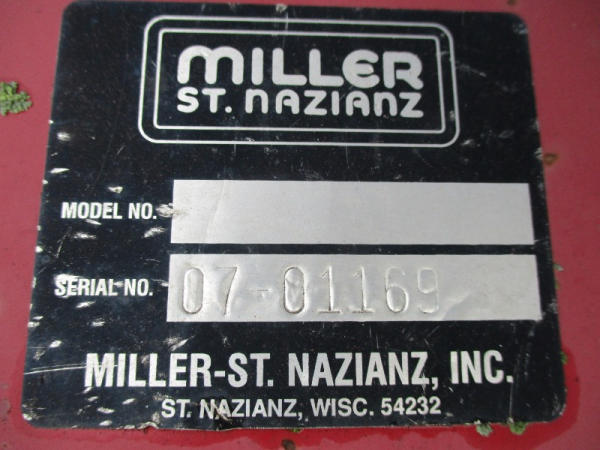 MILLER
ST. NAZIANZ
MODEL NO.
SERIAL NO. 07-01169
MILLER-ST. NAZIANZ, INC.
ST. NAZIANZ, WISC. 54232